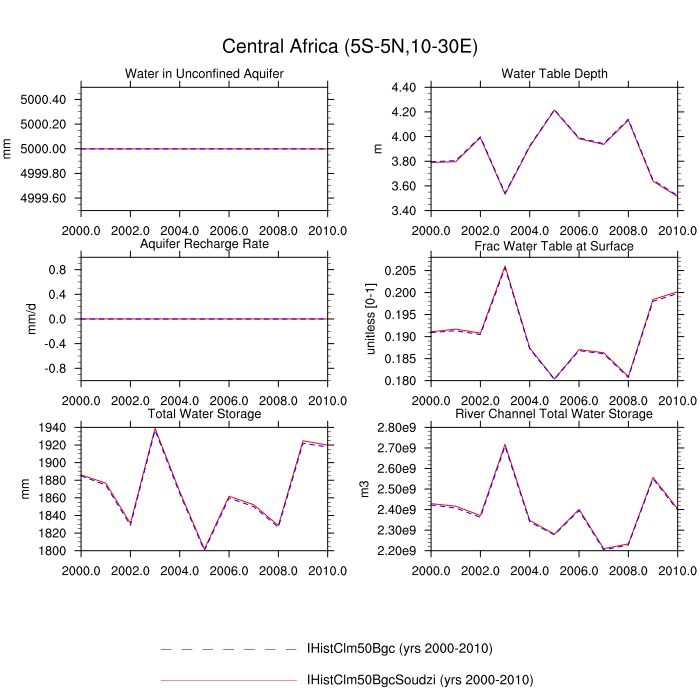 Central Africa (5S-5N,10-30E)
Water in Unconfined Aquifer
5000.40
5000.20
5000.00
4999.80
4999.60
mm
2000.0 2002.0 2004.0 2006.0 2008.0 2010.0
Water Table Depth
4.40
4.20
4.00
3.80
3.60
3.40
m
2000.0 2002.0 2004.0 2006.0 2008.0 2010.0
Aquifer Recharge Rate
0.8
0.4
0.0
-0.4
-0.8
mm/d
2000.0 2002.0 2004.0 2006.0 2008.0 2010.0
Frac Water Table at Surface
0.205
0.200
0.195
0.190
0.185
0.180
unitless [0-1]
2000.0 2002.0 2004.0 2006.0 2008.0 2010.0
Total Water Storage
1940
1920
1900
1880
1860
1840
1820
1800
mm
2000.0 2002.0 2004.0 2006.0 2008.0 2010.0
River Channel Total Water Storage
2.80e9
2.70e9
2.60e9
2.50e9
2.40e9
2.30e9
2.20e9
m3
2000.0 2002.0 2004.0 2006.0 2008.0 2010.0
IHistClm50Bgc (yrs 2000-2010)
IHistClm50BgcSoudzi (yrs 2000-2010)